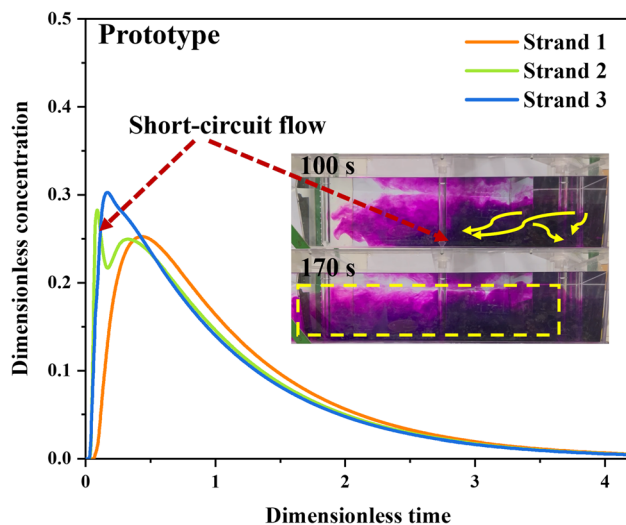 Prototype
Strand 1
Strand 2
Strand 3
Short-circuit flow
100 s
170 s
Dimensionless concentration
0.5
0.4
0.3
0.2
0.1
0.0
0
1
2
3
4
Dimensionless time